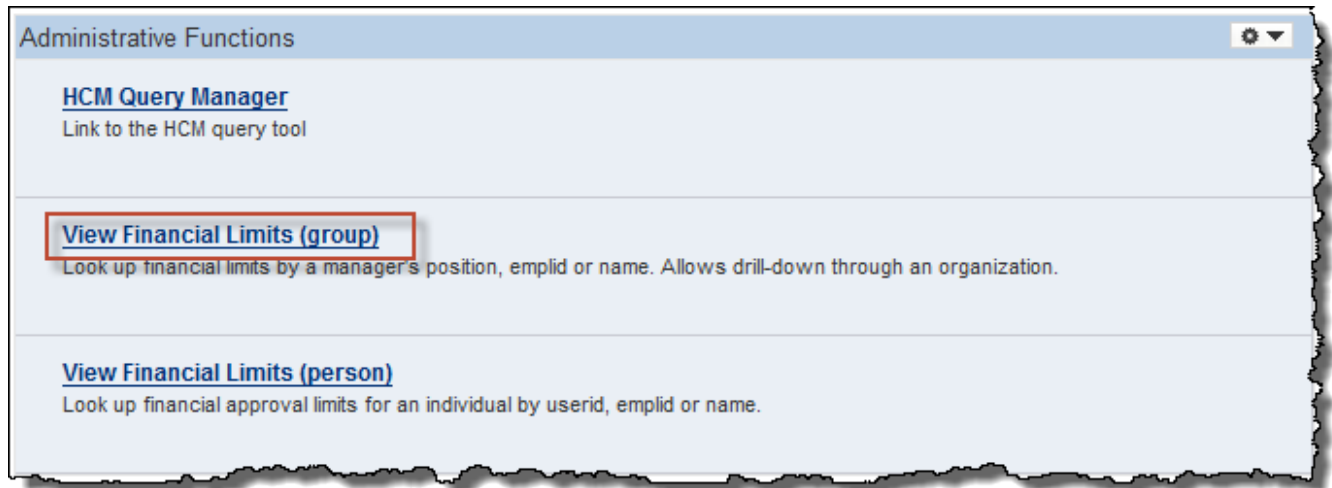 Administrative Functions
HCM Query Manager
Link to the HCM query tool
View Financial Limits (group)
Look up financial limits by a manager's position, emplid or name. Allows drill-down through an organization.
View Financial Limits (person)
Look up financial approval limits for an individual by userid, emplid or name.